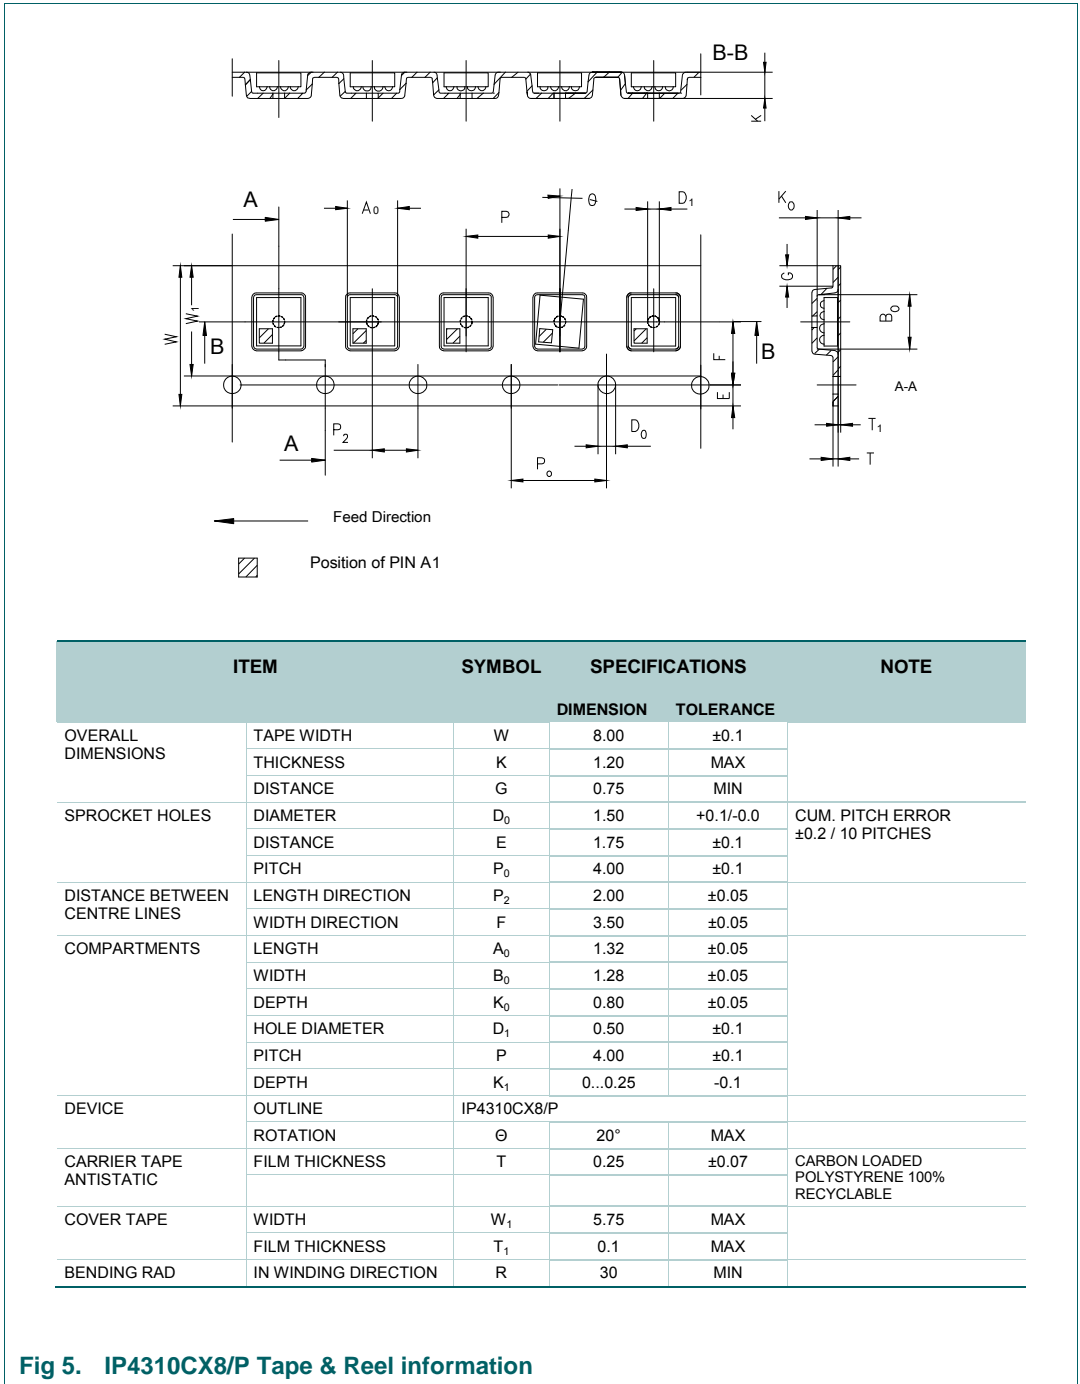 B-B
K
A
A0
P
Θ
D1
K0
G
W
W1
B
B
F
E
B0
A-A
A
P2
P0
D0
T1
T
Feed Direction
Position of PIN A1
ITEM SYMBOL SPECIFICATIONS NOTE
DIMENSION TOLERANCE
OVERALL DIMENSIONS TAPE WIDTH W 8.00 ±0.1
THICKNESS K 1.20 MAX
DISTANCE G 0.75 MIN
SPROCKET HOLES DIAMETER D0 1.50 +0.1/-0.0 CUM. PITCH ERROR ±0.2 / 10 PITCHES
DISTANCE E 1.75 ±0.1
PITCH P0 4.00 ±0.1
DISTANCE BETWEEN CENTRE LINES LENGTH DIRECTION P2 2.00 ±0.05
WIDTH DIRECTION F 3.50 ±0.05
COMPARTMENTS LENGTH A0 1.32 ±0.05
WIDTH B0 1.28 ±0.05
DEPTH K0 0.80 ±0.05
HOLE DIAMETER D1 0.50 ±0.1
PITCH P 4.00 ±0.1
DEPTH K1 0...0.25 -0.1
DEVICE OUTLINE IP4310CX8/P
ROTATION Θ 20° MAX
CARRIER TAPE ANTISTATIC FILM THICKNESS T 0.25 ±0.07 CARBON LOADED POLYSTYRENE 100% RECYCLABLE
COVER TAPE WIDTH W1 5.75 MAX
FILM THICKNESS T1 0.1 MAX
BENDING RAD IN WINDING DIRECTION R 30 MIN
Fig 5. IP4310CX8/P Tape & Reel information